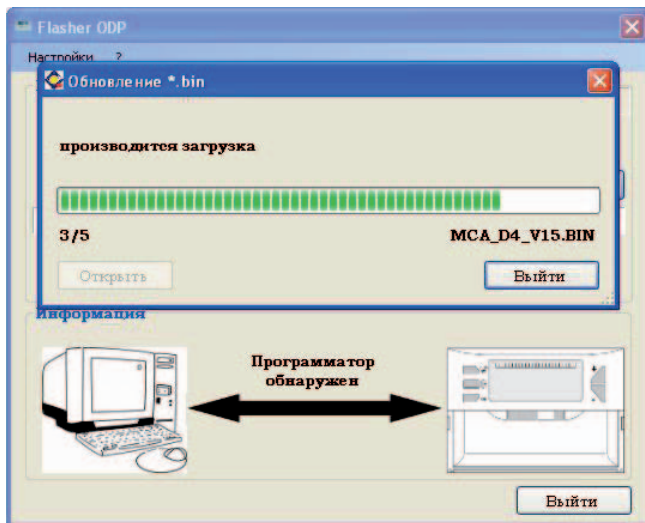 Flasher ODP
Настройки ?
Обновление *.bin
производится загрузка
3/5 MCA_D4_V15.BIN
Открыть Выйти
Информация
Программатор
обнаружен
Выйти